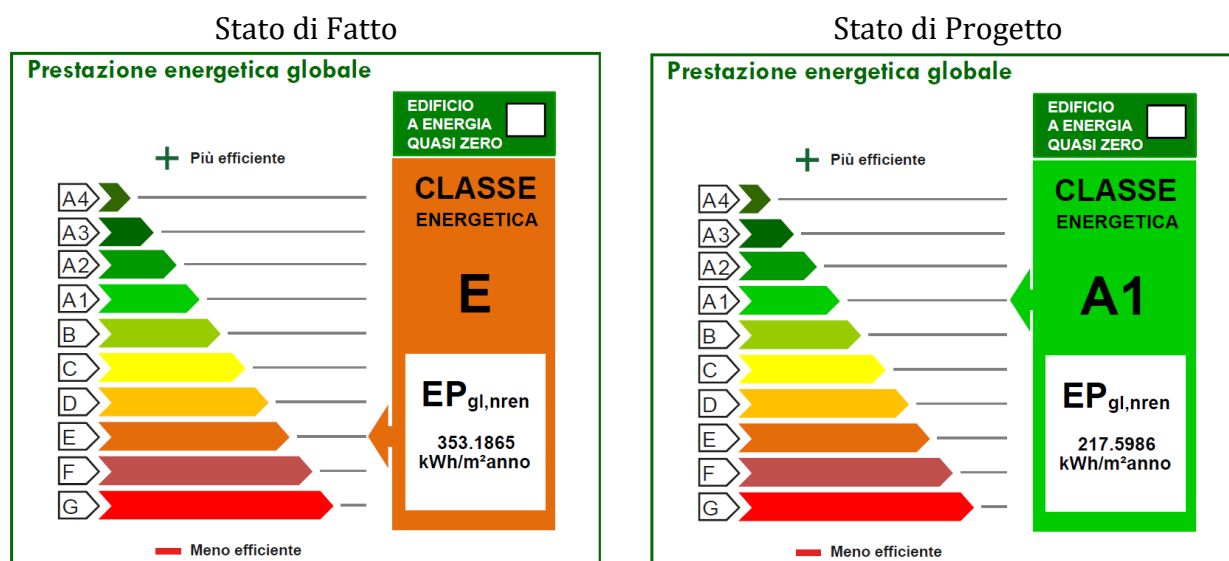 Stato di Fatto
Prestazione energetica globale
EDIFICIO
A ENERGIA
QUASI ZERO
+ Più efficiente
CLASSE
ENERGETICA
A4
A3
A2
A1
B
C
D
E
F
G
E
EPgl,nren
353.1865
kWh/m²anno
Meno efficiente
Stato di Progetto
Prestazione energetica globale
EDIFICIO
A ENERGIA
QUASI ZERO
+ Più efficiente
CLASSE
ENERGETICA
A4
A3
A2
A1
B
C
D
E
F
G
A1
EPgl,nren
217.5986
kWh/m²anno
Meno efficiente